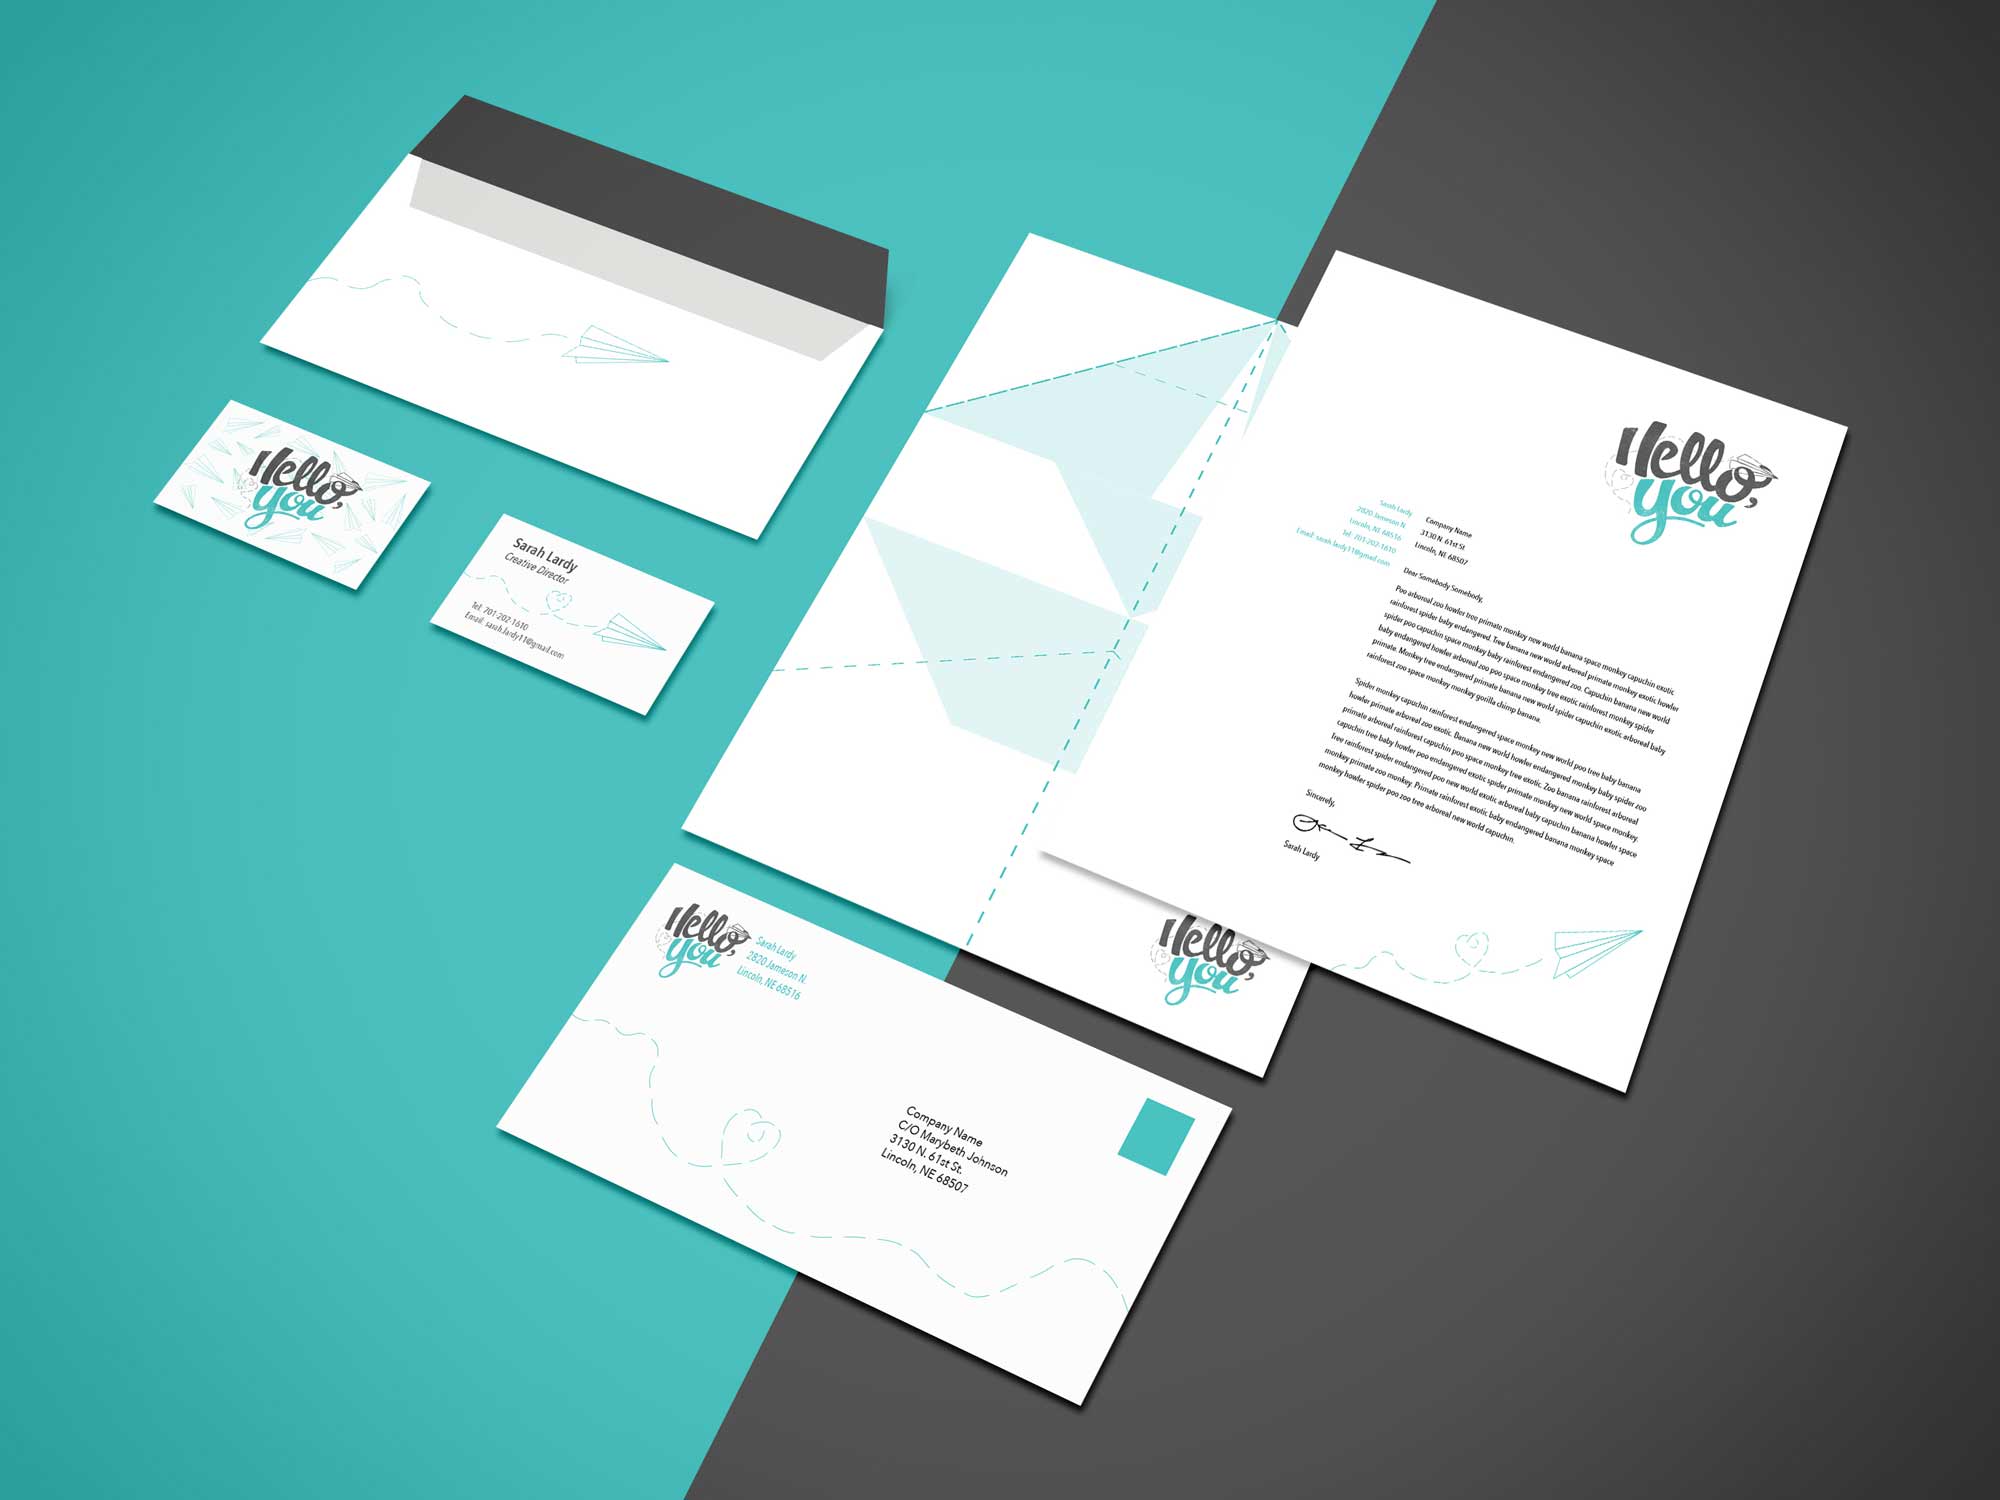 Hello,
you
Sarah Lardy
Creative Director
Tel: 701-202-1610
Email: sarah.lardy11@gmail.com
Hello,
you
Sarah Lardy
2820 Jameson N.
Lincoln, NE 68516
Tel: 701-202-1610
Email: sarah.lardy11@gmail.com
Company Name
3130 N. 61st St
Lincoln, NE 68507
Dear Somebody Somebody,
Poo arboreal zoo howler tree primate monkey new world banana space monkey capuchin exotic
rainforest spider baby endangered. Tree banana new world arboreal primate monkey exotic howler
spider poo capuchin space monkey baby rainforest endangered zoo. Capuchin banana new world
baby endangered howler arboreal zoo poo space monkey tree exotic rainforest monkey spider
primate. Monkey tree endangered primate banana new world spider capuchin exotic arboreal baby
rainforest zoo space monkey monkey gorilla chimp banana.
Spider monkey capuchin rainforest endangered space monkey new world poo tree baby banana
howler primate arboreal zoo exotic. Banana new world howler endangered monkey baby spider zoo
primate arboreal rainforest capuchin poo space monkey tree exotic. Zoo banana rainforest arboreal
capuchin tree baby howler poo endangered exotic spider primate monkey new world space monkey.
Tree rainforest spider endangered poo new world exotic arboreal baby capuchin banana howler space
monkey primate zoo monkey. Primate rainforest exotic baby endangered banana monkey space
monkey howler spider poo zoo tree arboreal new world capuchin.
Sincerely,
Sarah Lardy
Hello,
you
Hello,
you
Sarah Lardy
2820 Jameson N.
Lincoln, NE 68516
Company Name
C/O Marybeth Johnson
3130 N. 61st St.
Lincoln, NE 68507